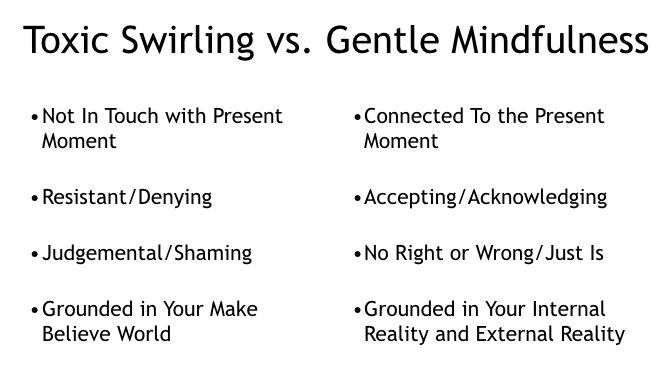 Toxic Swirling vs. Gentle Mindfulness
•Not In Touch with Present
Moment
•Resistant/Denying
•Judgemental/Shaming
•Grounded in Your Make
Believe World
•Connected To the Present
Moment
•Accepting/Acknowledging
•No Right or Wrong/Just Is
•Grounded in Your Internal
Reality and External Reality